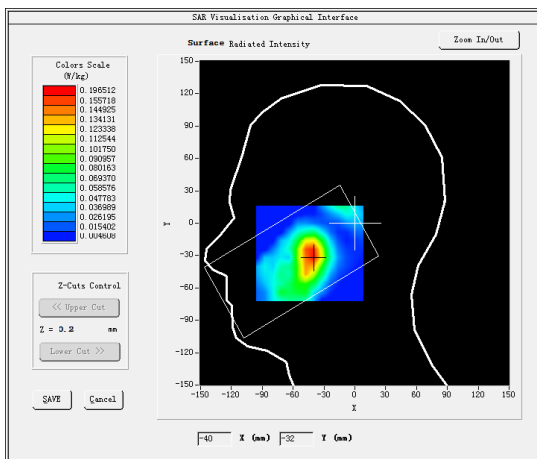 SAR Visualisation Graphical Interface
Surface Radiated Intensity
Zoom In/Out
Colors Scale
(W/kg)
0.196512
0.155718
0.144925
0.134131
0.123338
0.112544
0.101750
0.090957
0.080163
0.069370
0.058576
0.047783
0.036989
0.026195
0.015402
0.004608
Z-Cuts Control
<< Upper Cut
Z = 0.2 mm
Lower Cut >>
SAVE Cancel
150
120
90
60
30
0
-30
-60
-90
-120
-150
Y
-150 -120 -90 -60 -30 0 30 60 90 120 150
X
-40 X (mm) -32 Y (mm)